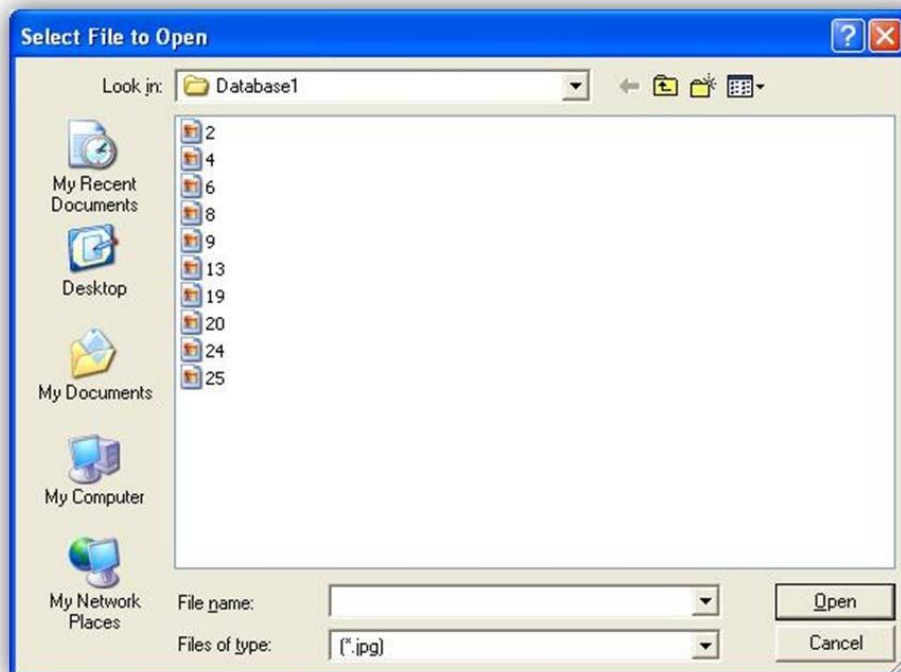 Select File to Open
Look in: Database1
My Recent
Documents
Desktop
My Documents
My Computer
My Network
Places
2
4
6
8
9
13
19
20
24
25
File name:
Open
Files of type: (*.jpg)
Cancel